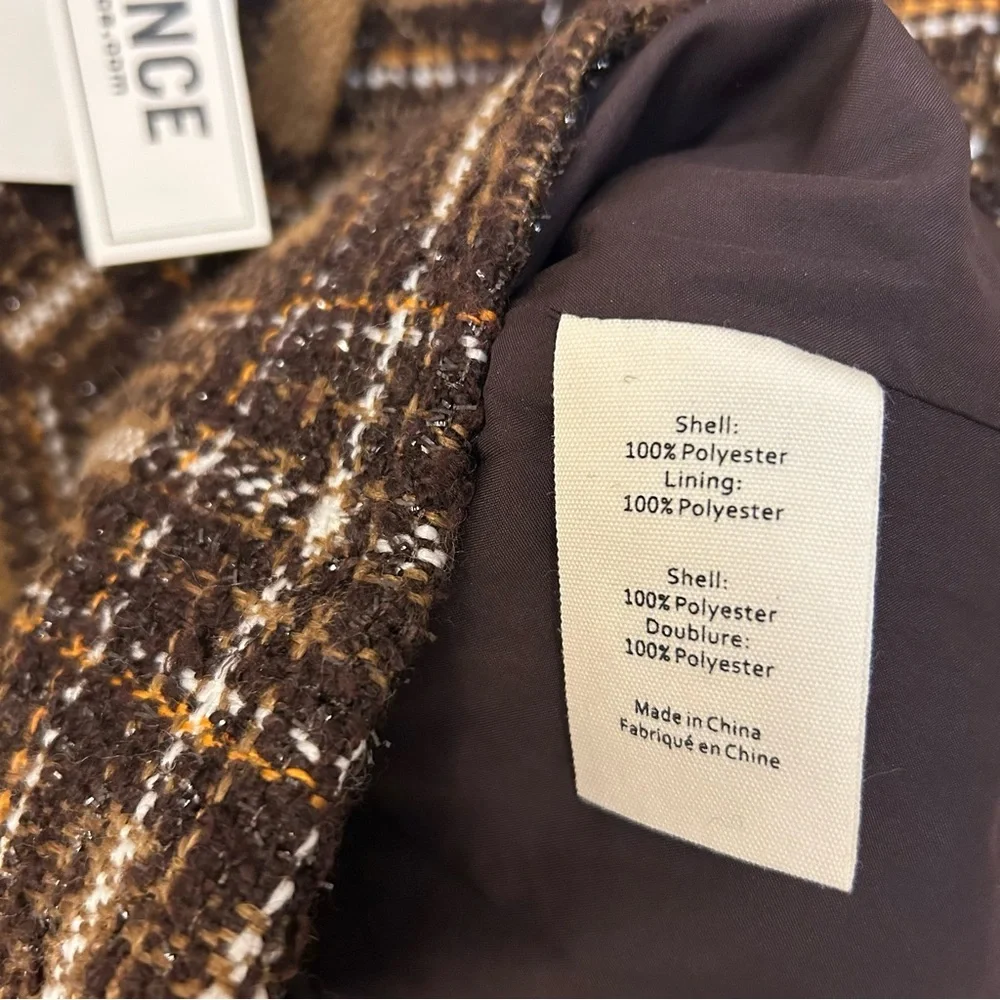 NCE
Shell:
100% Polyester
Lining:
100% Polyester
Shell:
100% Polyester
Doublure:
100% Polyester
Made in China
Fabriqué en Chine